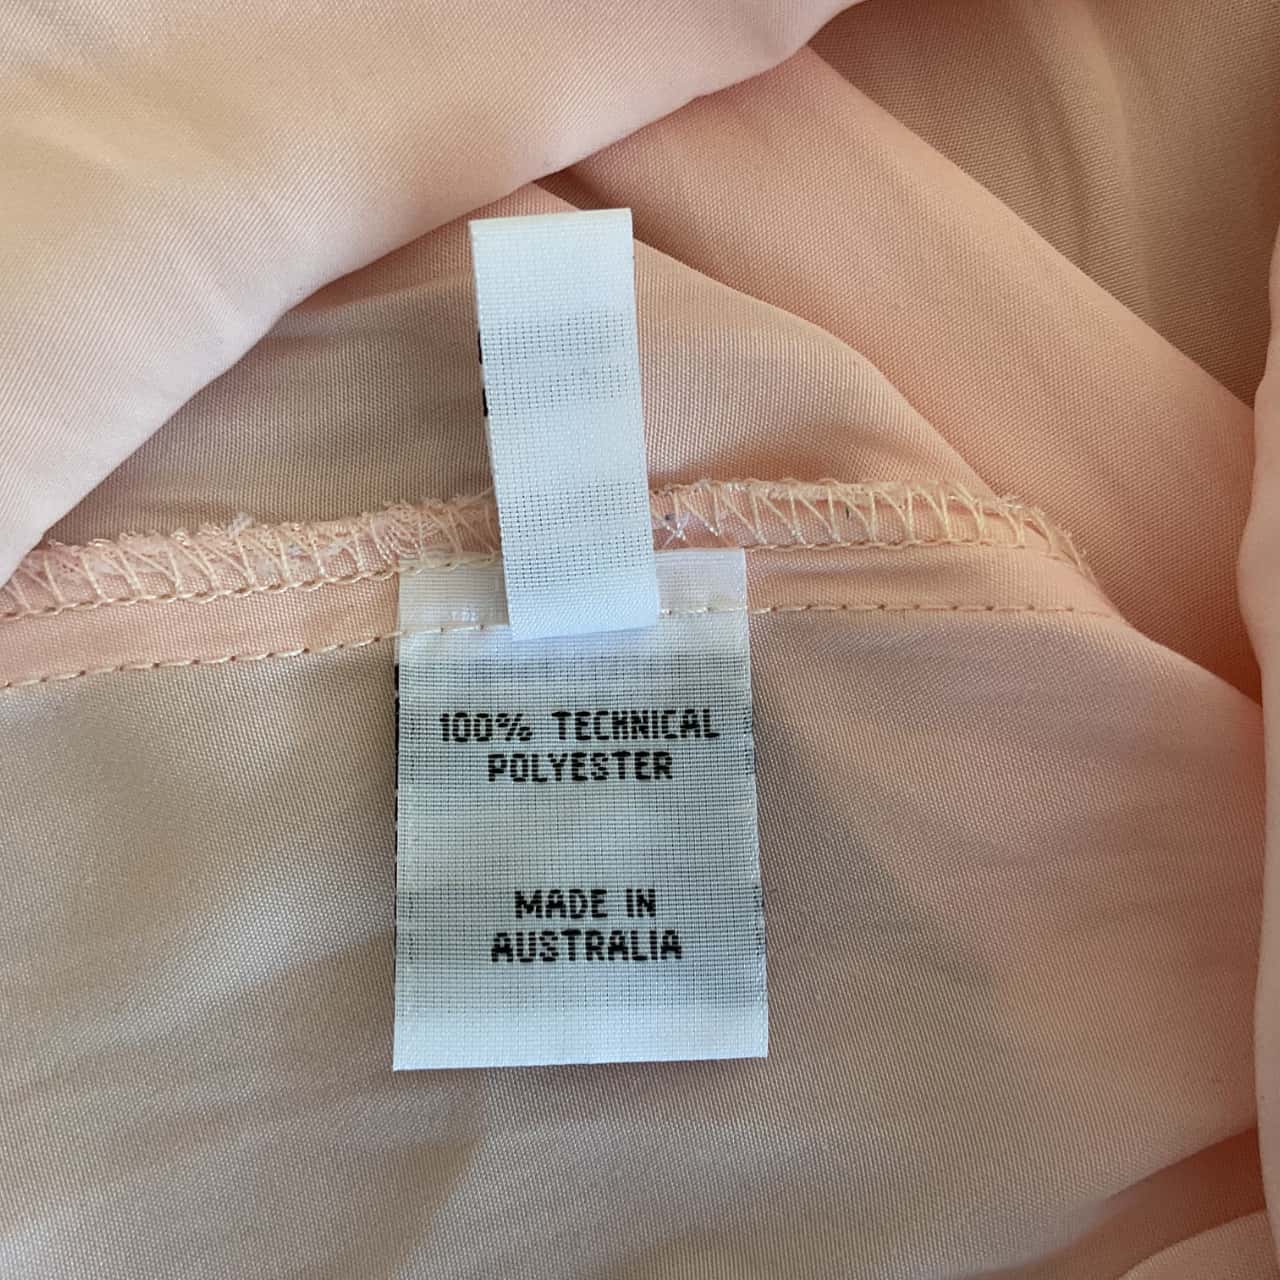 100% TECHNICAL
POLYESTER
MADE IN
AUSTRALIA